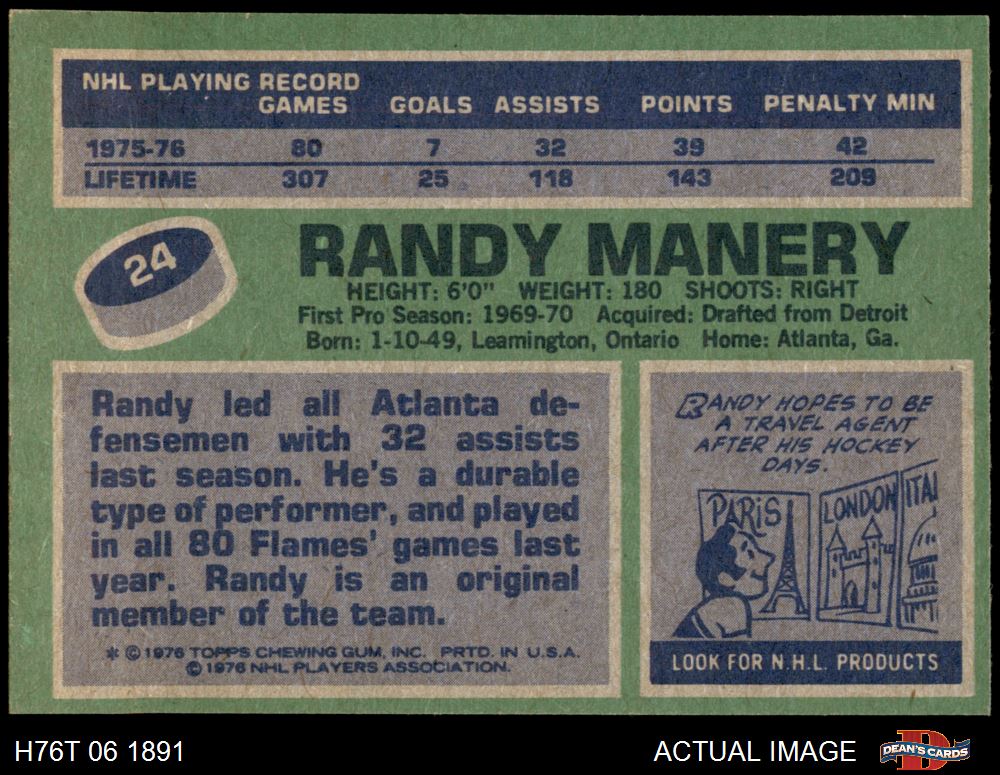 NHL PLAYING RECORD
GAMES GOALS ASSISTS POINTS PENALTY MIN
1975-76 80 7 32 39 42
LIFETIME 307 25 118 143 209
24
RANDY MANERY
HEIGHT: 6'0" WEIGHT: 180 SHOOTS: RIGHT
First Pro Season: 1969-70 Acquired: Drafted from Detroit
Born: 1-10-49, Leamington, Ontario Home: Atlanta, Ga.
Randy led all Atlanta de-
fensemen with 32 assists
last season. He's a durable
type of performer, and played
in all 80 Flames' games last
year. Randy is an original
member of the team.
* © 1976 TOPPS CHEWING GUM, INC. PRTD. IN U.S.A.
© 1976 NHL PLAYERS ASSOCIATION.
RANDY HOPES TO BE
A TRAVEL AGENT
AFTER HIS HOCKEY
DAYS.
PARIS
LONDON
ITAL
LOOK FOR N.H.L. PRODUCTS
H76T 06 1891
ACTUAL IMAGE
D
DEAN'S CARDS